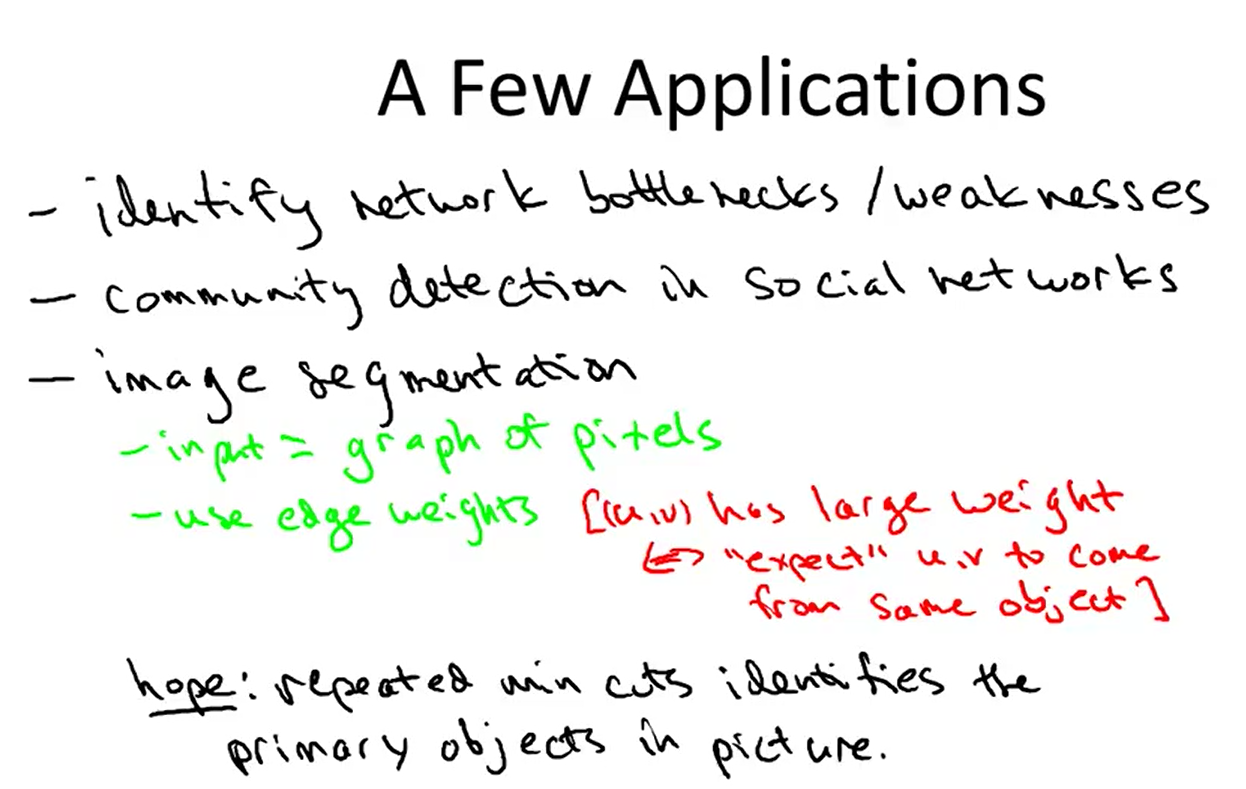 A Few Applications
- identify network bottlenecks / weaknesses
- community detection in social networks
- image segmentation
- input = graph of pixels
- use edge weights [(u,v) has large weight
<=> "expect" u,v to come
from same object]
hope: repeated min cuts identifies the
primary objects in picture.